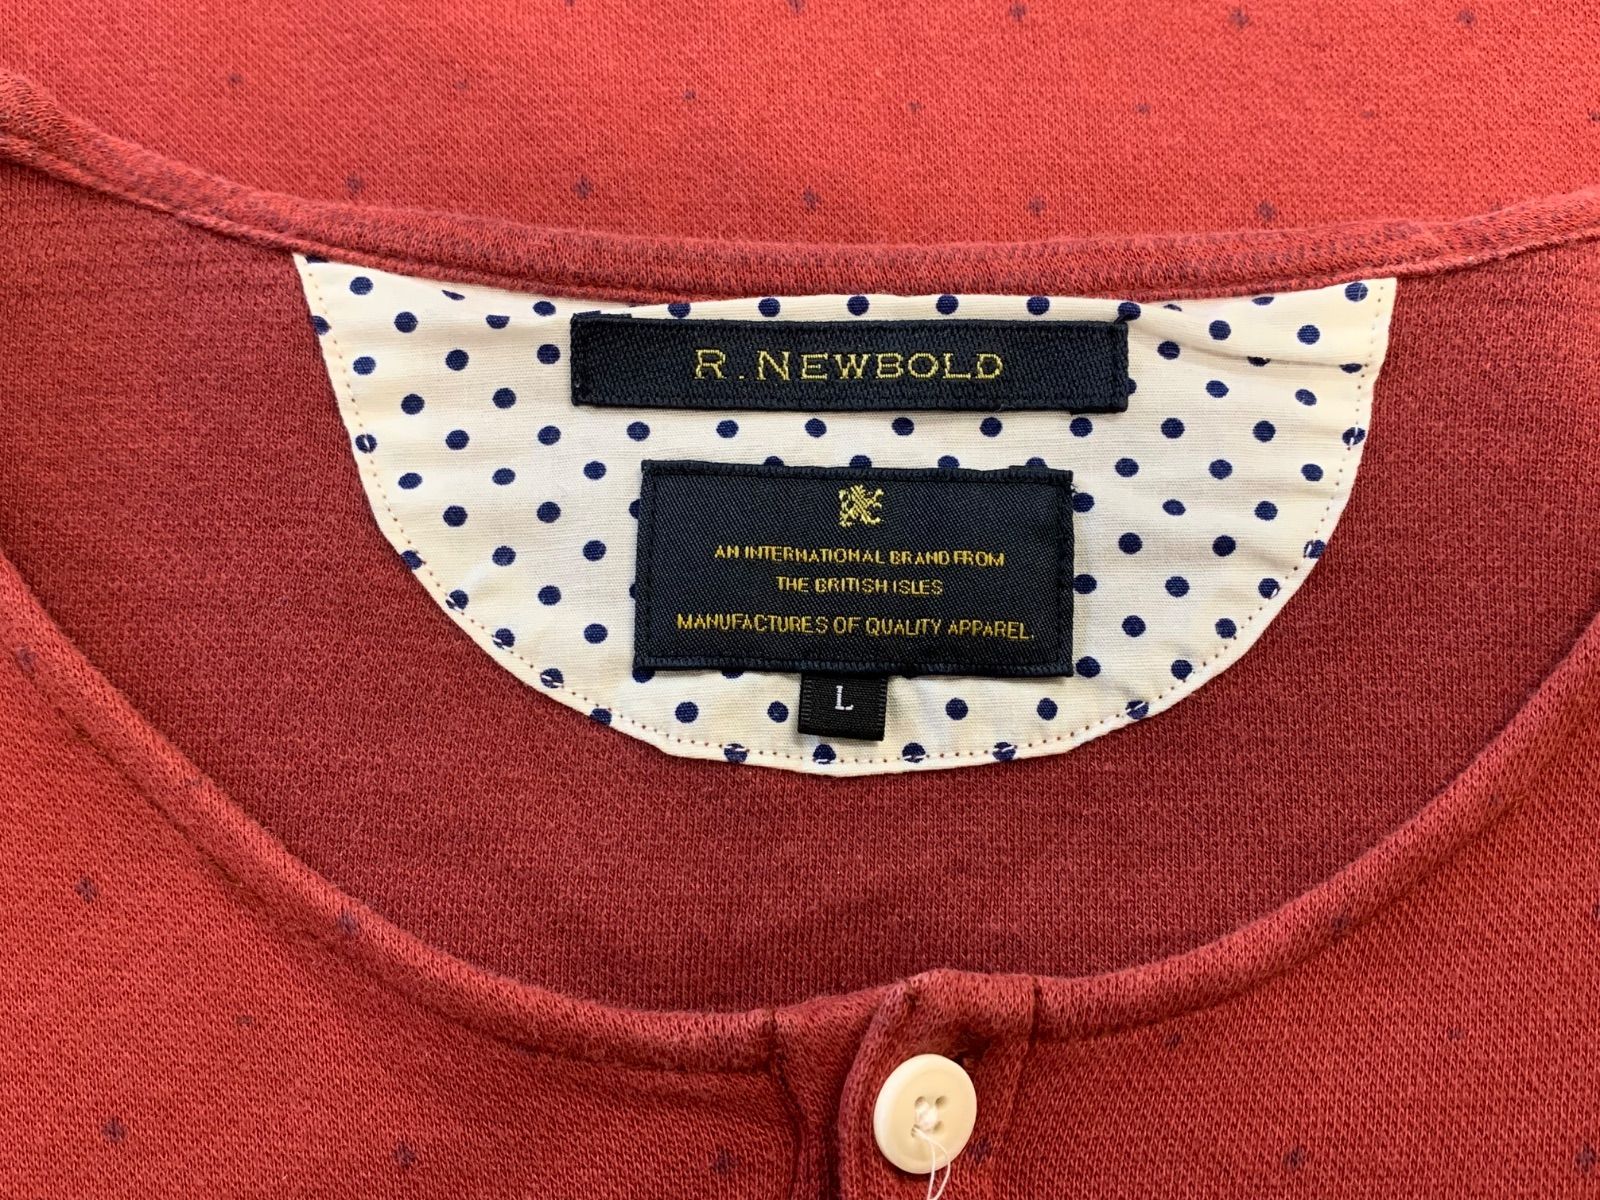 R. NEWBOLD
AN INTERNATIONAL BRAND FROM
THE BRITISH ISLES
MANUFACTURES OF QUALITY APPAREL.
L